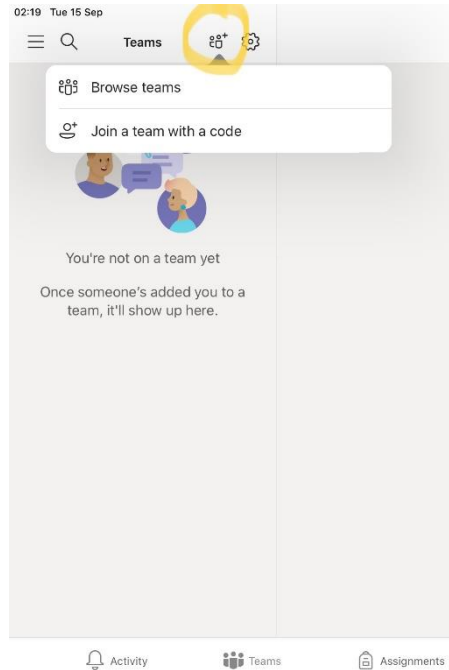 02:19 Tue 15 Sep
Teams
Browse teams
Join a team with a code
You're not on a team yet
Once someone's added you to a
team, it'll show up here.
Activity
Teams
Assignments